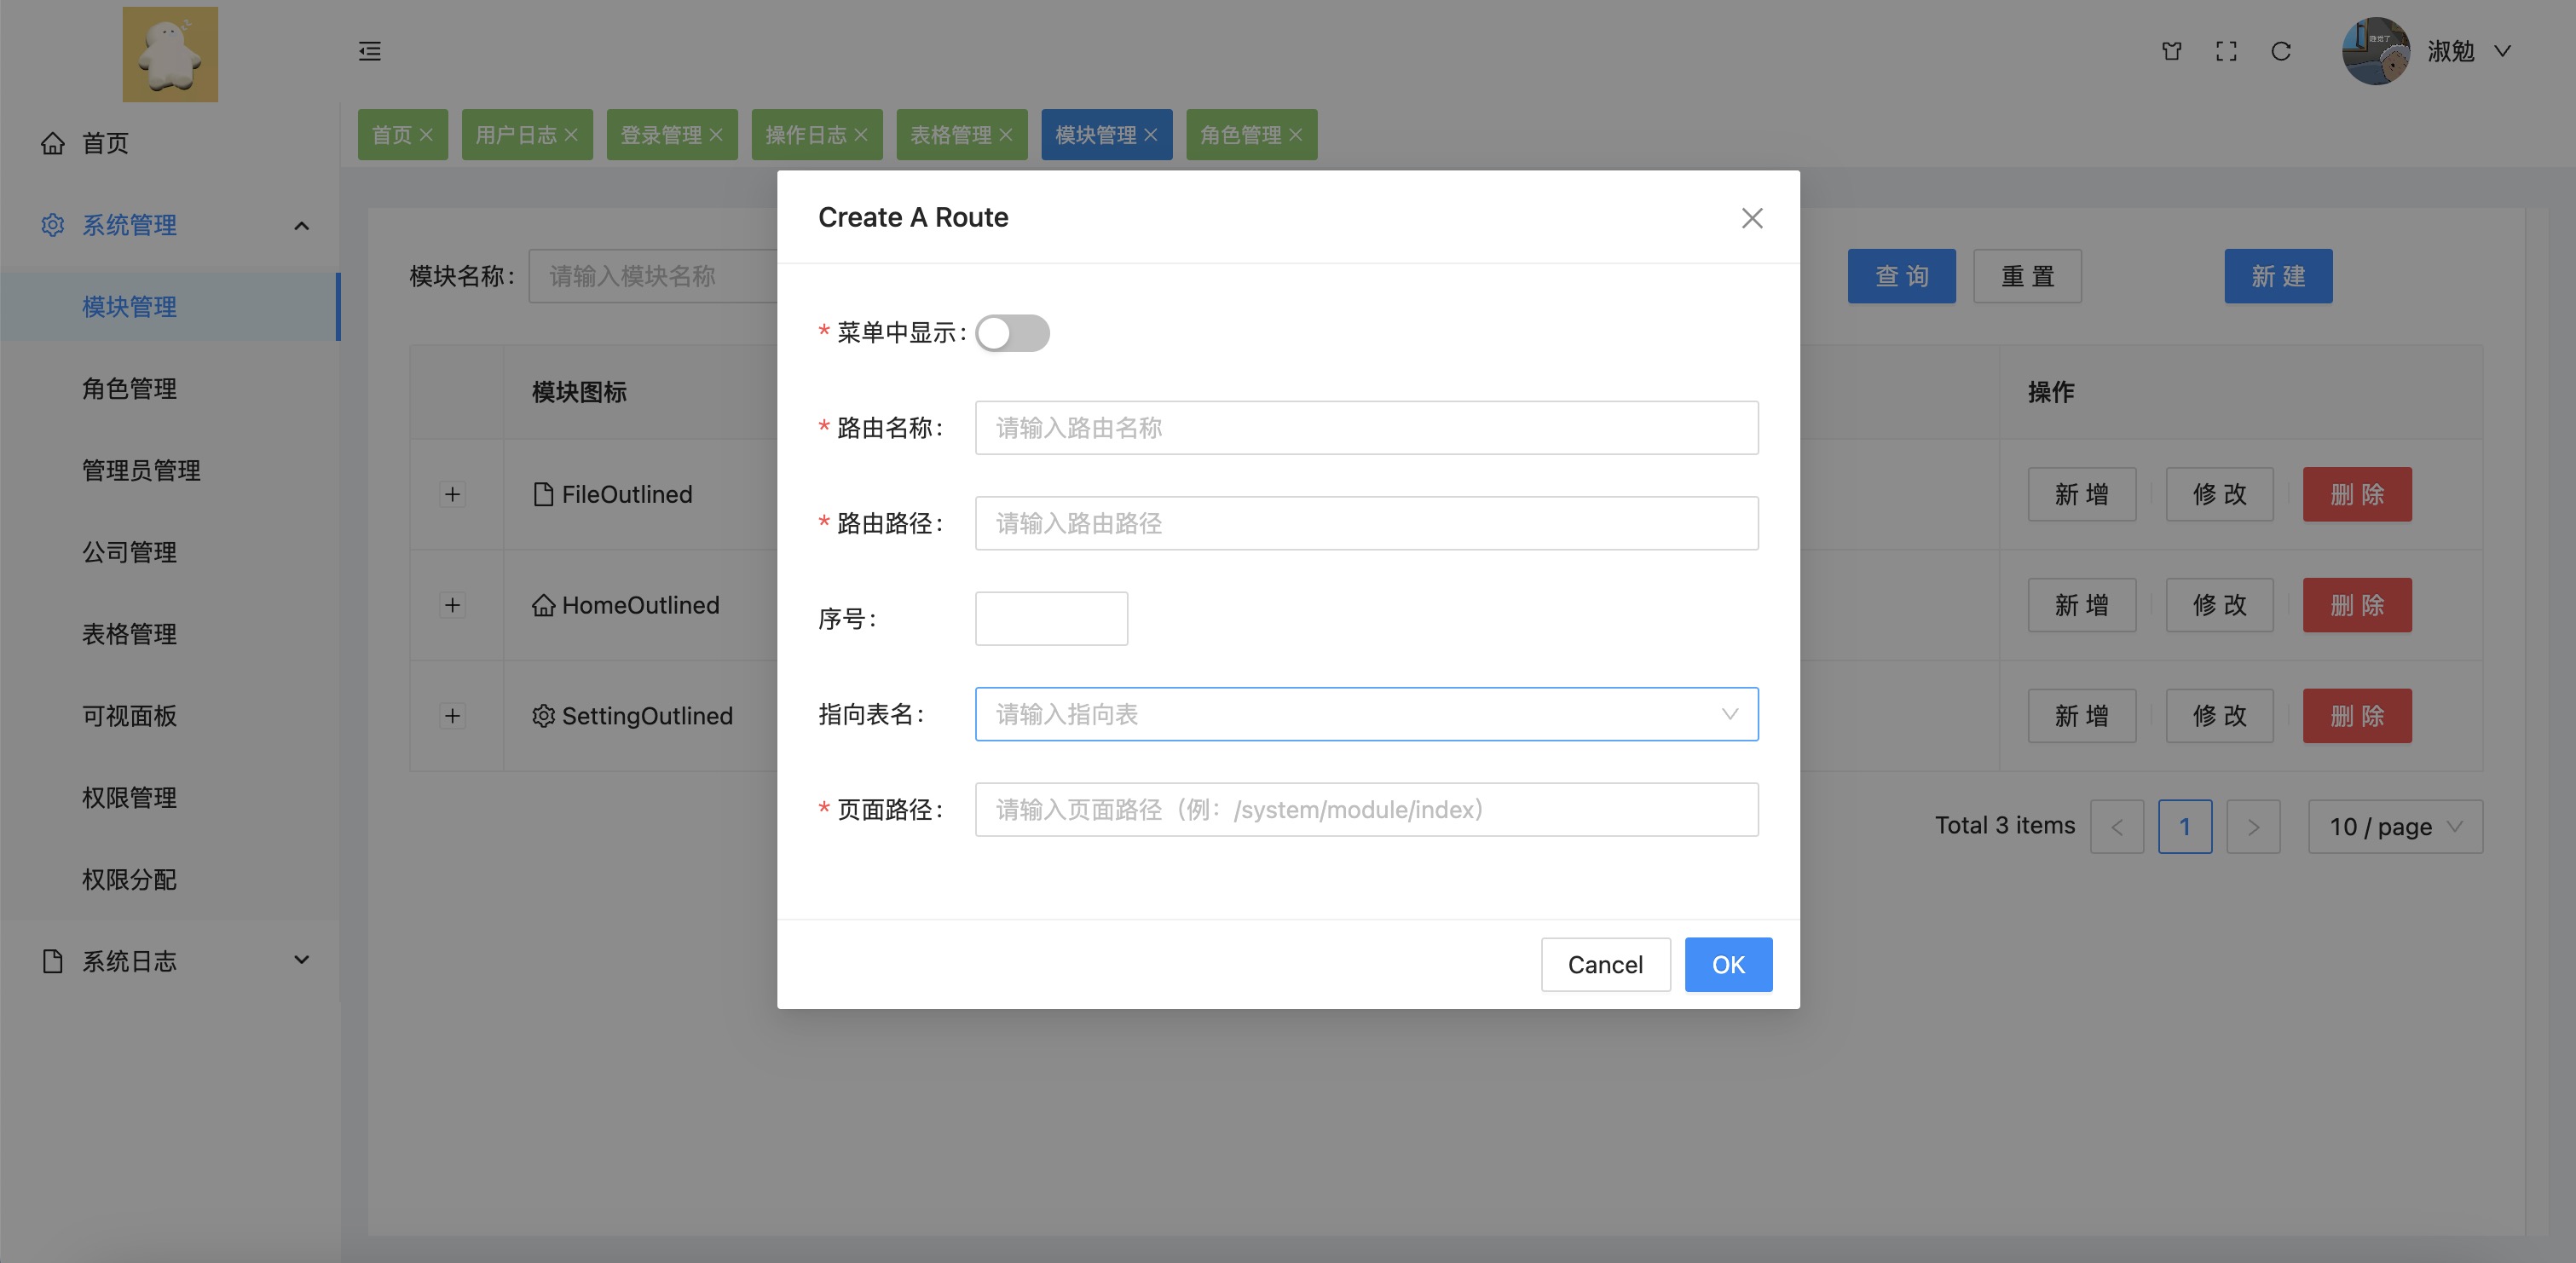 淑勉
首页
用户日志
登录管理
操作日志
表格管理
模块管理
角色管理
首页
系统管理
模块管理
角色管理
管理员管理
公司管理
表格管理
可视面板
权限管理
权限分配
系统日志
模块名称:
请输入模块名称
查 询
重 置
新 建
模块图标
操作
FileOutlined
新 增
修 改
删 除
HomeOutlined
新 增
修 改
删 除
SettingOutlined
新 增
修 改
删 除
Total 3 items
1
10 / page
Create A Route
* 菜单中显示:
* 路由名称:
请输入路由名称
* 路由路径:
请输入路由路径
序号:
指向表名:
请输入指向表
* 页面路径:
请输入页面路径（例：/system/module/index）
Cancel
OK